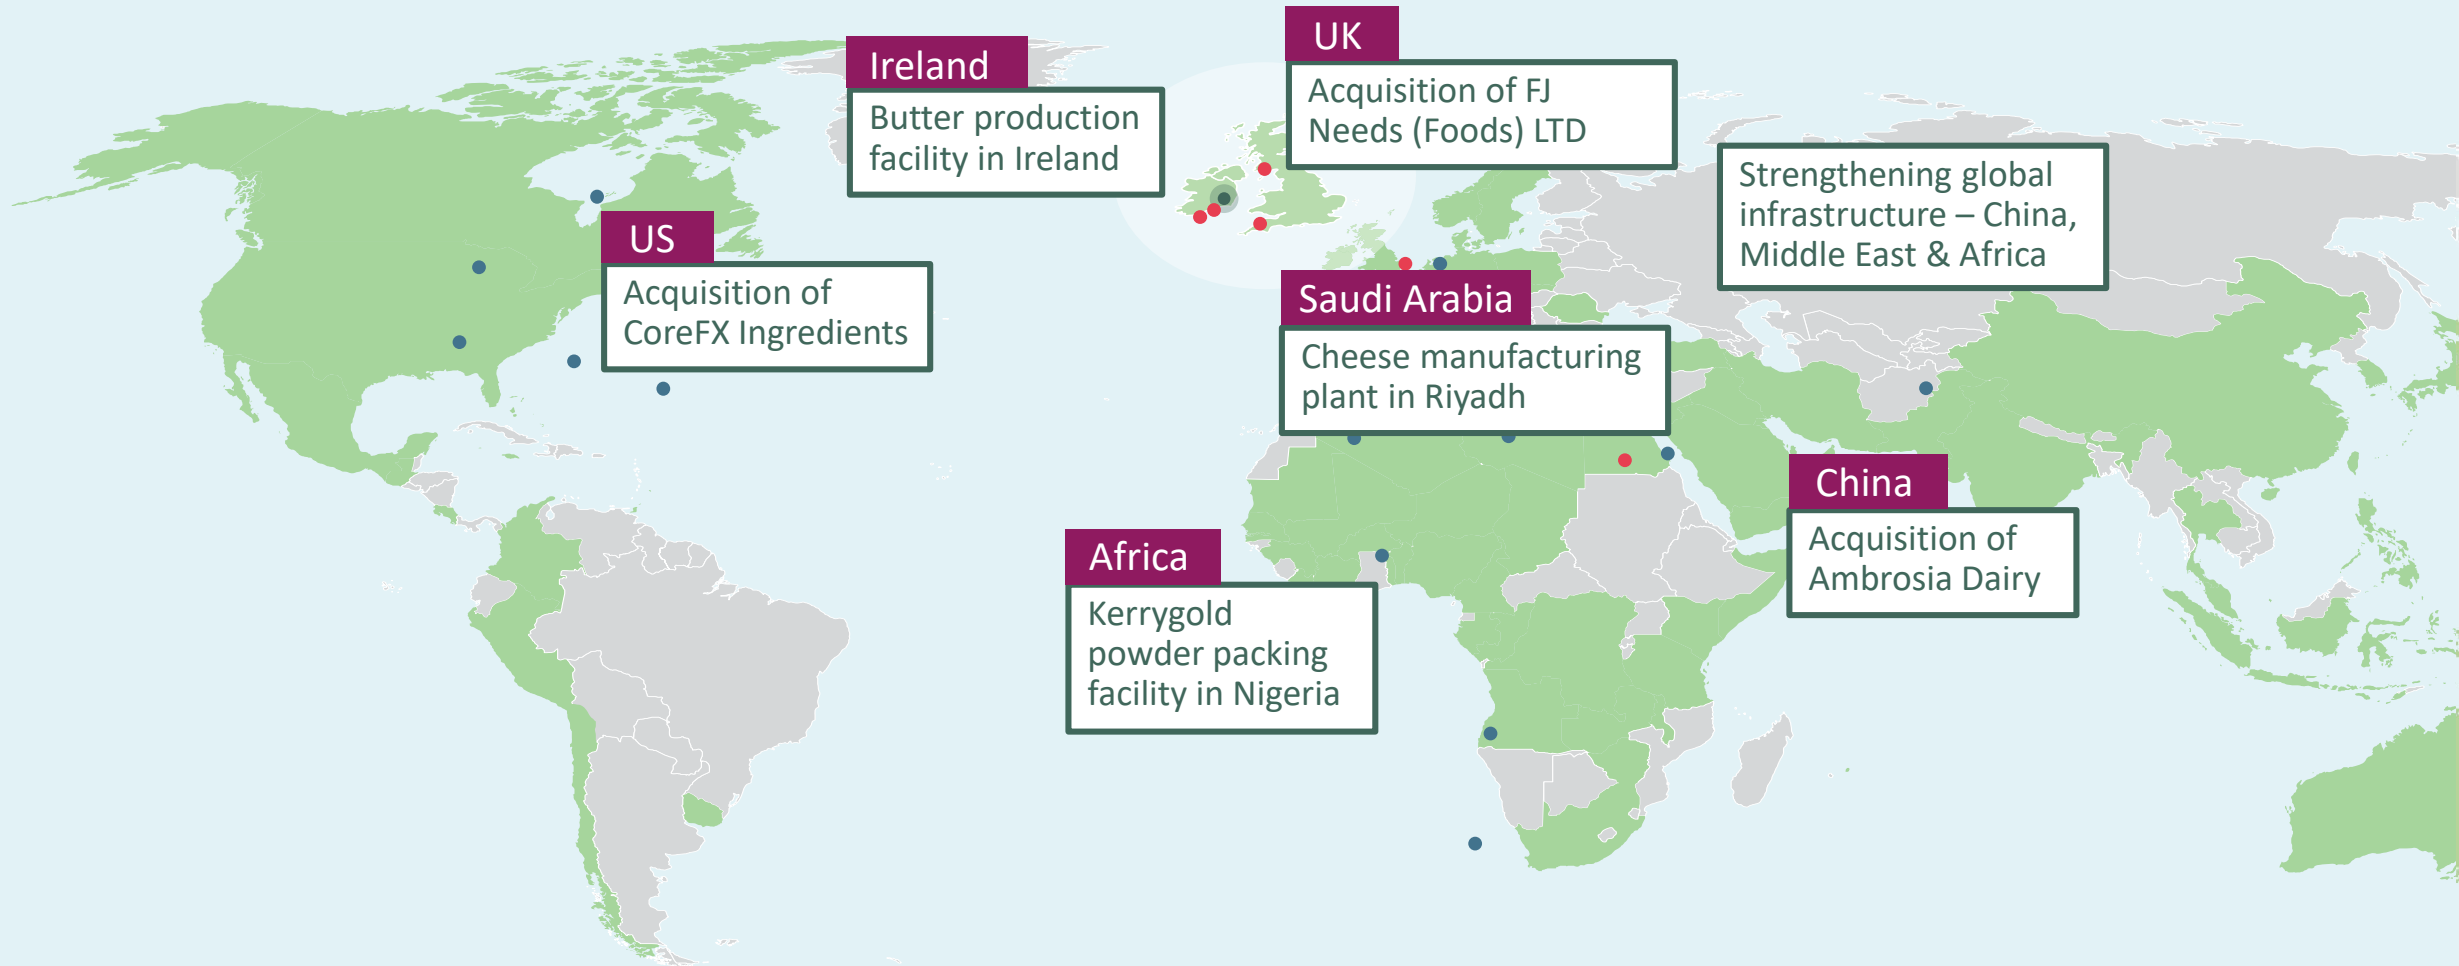 Ireland
Butter production
facility in Ireland
UK
Acquisition of FJ
Needs (Foods) LTD
Strengthening global
infrastructure – China,
Middle East & Africa
US
Acquisition of
CoreFX Ingredients
Saudi Arabia
Cheese manufacturing
plant in Riyadh
China
Acquisition of
Ambrosia Dairy
Africa
Kerrygold
powder packing
facility in Nigeria